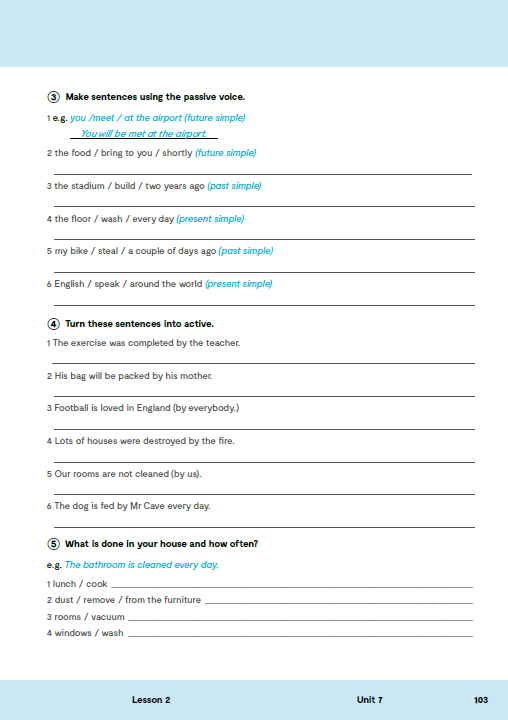 3 Make sentences using the passive voice.
1 e.g. you /meet / at the airport (future simple)
You will be met at the airport.
2 the food / bring to you / shortly (future simple)
3 the stadium / build / two years ago (past simple)
4 the floor / wash / every day (present simple)
5 my bike / steal / a couple of days ago (past simple)
6 English / speak / around the world (present simple)
4 Turn these sentences into active.
1 The exercise was completed by the teacher.
2 His bag will be packed by his mother.
3 Football is loved in England (by everybody.)
4 Lots of houses were destroyed by the fire.
5 Our rooms are not cleaned (by us).
6 The dog is fed by Mr Cave every day.
5 What is done in your house and how often?
e.g. The bathroom is cleaned every day.
1 lunch / cook
2 dust / remove / from the furniture
3 rooms / vacuum
4 windows / wash
Lesson 2 Unit 7 103